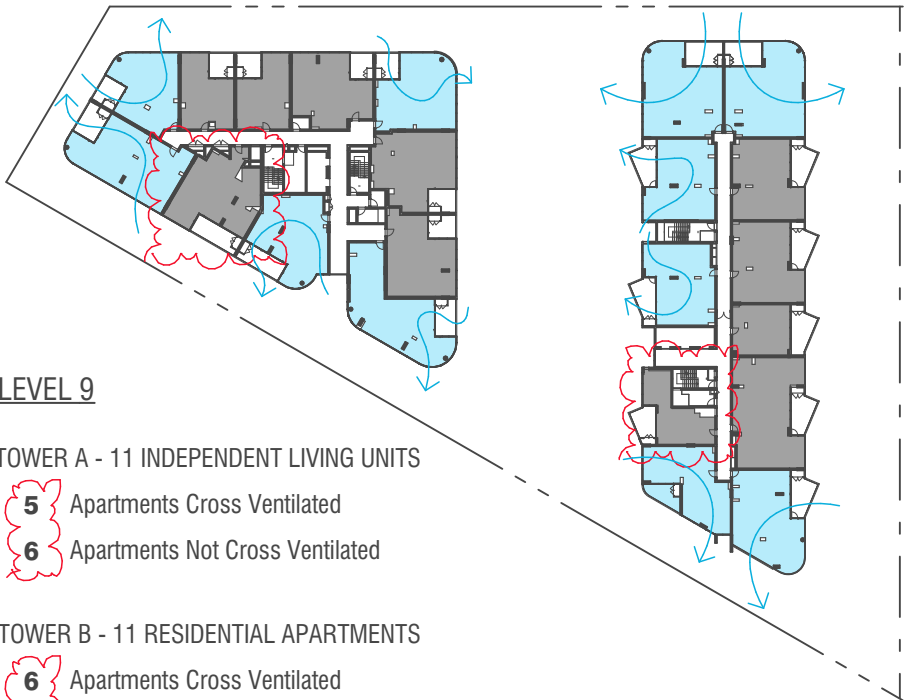 LEVEL 9
TOWER A - 11 INDEPENDENT LIVING UNITS
5 Apartments Cross Ventilated
6 Apartments Not Cross Ventilated
TOWER B - 11 RESIDENTIAL APARTMENTS
6 Apartments Cross Ventilated